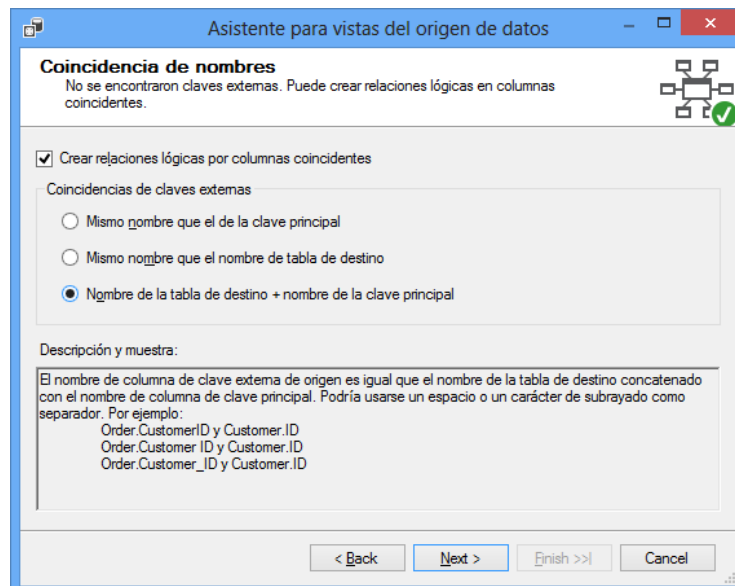 Asistente para vistas del origen de datos
Coincidencia de nombres
No se encontraron claves externas. Puede crear relaciones lógicas en columnas
coincidentes.
Crear relaciones lógicas por columnas coincidentes
Coincidencias de claves externas
Mismo nombre que el de la clave principal
Mismo nombre que el nombre de tabla de destino
Nombre de la tabla de destino + nombre de la clave principal
Descripción y muestra:
El nombre de columna de clave externa de origen es igual que el nombre de la tabla de destino concatenado
con el nombre de columna de clave principal. Podría usarse un espacio o un carácter de subrayado como
separador. Por ejemplo:
Order.CustomerID y Customer.ID
Order.Customer ID y Customer.ID
Order.Customer_ID y Customer.ID
< Back
Next >
Finish >>|
Cancel